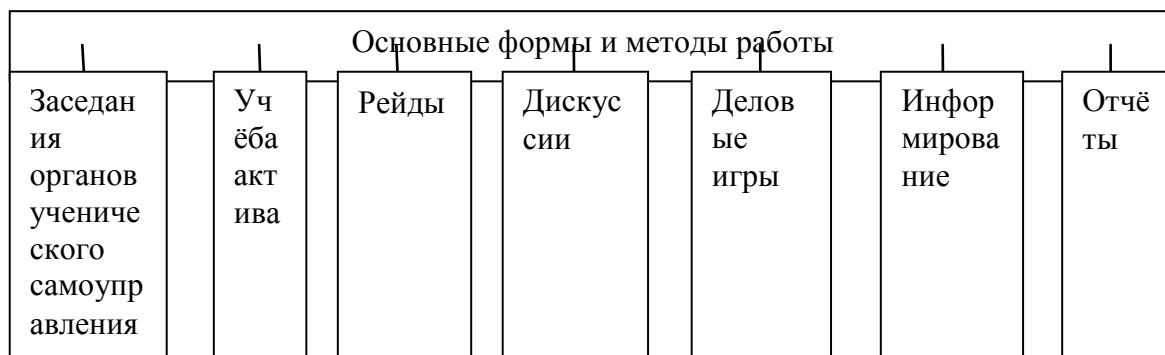 Основные формы и методы работы
Заседан
ия
органов
учениче
ского
самоупр
авления
Уч
ёба
акт
ива
Рейды
Дискус
сии
Делов
ые
игры
Инфор
мирова
ние
Отчё
ты